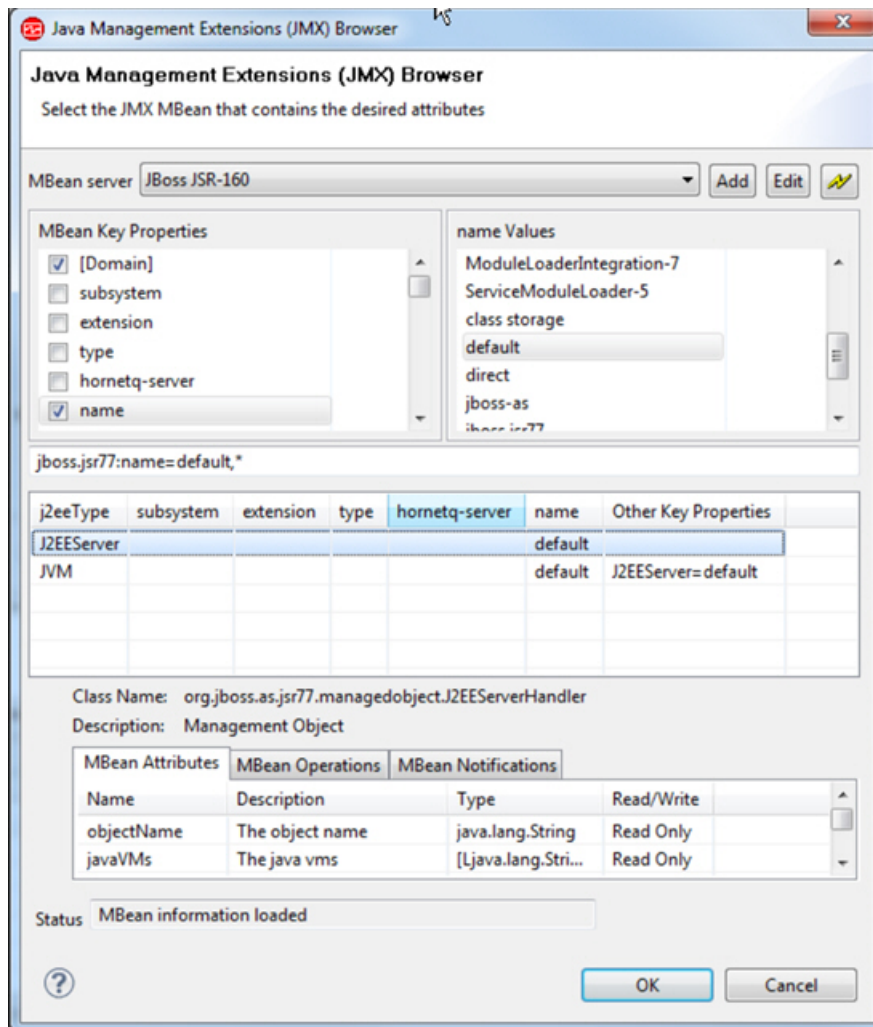 Java Management Extensions (JMX) Browser
Java Management Extensions (JMX) Browser
Select the JMX MBean that contains the desired attributes
MBean server JBoss JSR-160 Add Edit
MBean Key Properties
[Domain]
subsystem
extension
type
hornetq-server
name
name Values
ModuleLoaderIntegration-7
ServiceModuleLoader-5
class storage
default
direct
jboss-as
jboss.jsr77
jboss.jsr77:name=default,*
j2eeType subsystem extension type hornetq-server name Other Key Properties
J2EEServer default
JVM default J2EEServer=default
Class Name: org.jboss.as.jsr77.managedobject.J2EEServerHandler
Description: Management Object
MBean Attributes MBean Operations MBean Notifications
Name Description Type Read/Write
objectName The object name java.lang.String Read Only
javaVMs The java vms [Ljava.lang.Stri... Read Only
Status MBean information loaded
OK Cancel